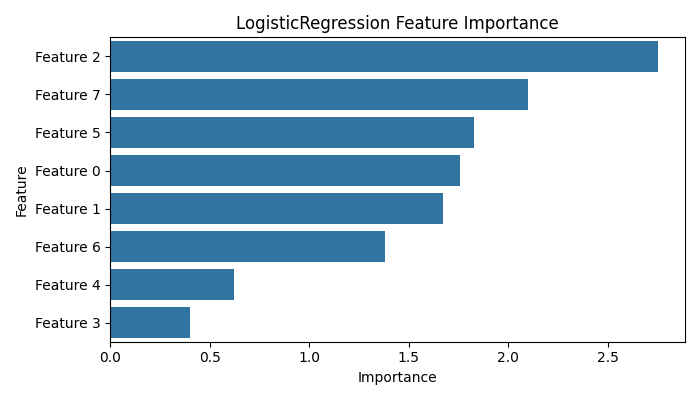 LogisticRegression Feature Importance
Feature 2
Feature 7
Feature 5
Feature 0
Feature 1
Feature 6
Feature 4
Feature 3
Feature
0.0 0.5 1.0 1.5 2.0 2.5
Importance